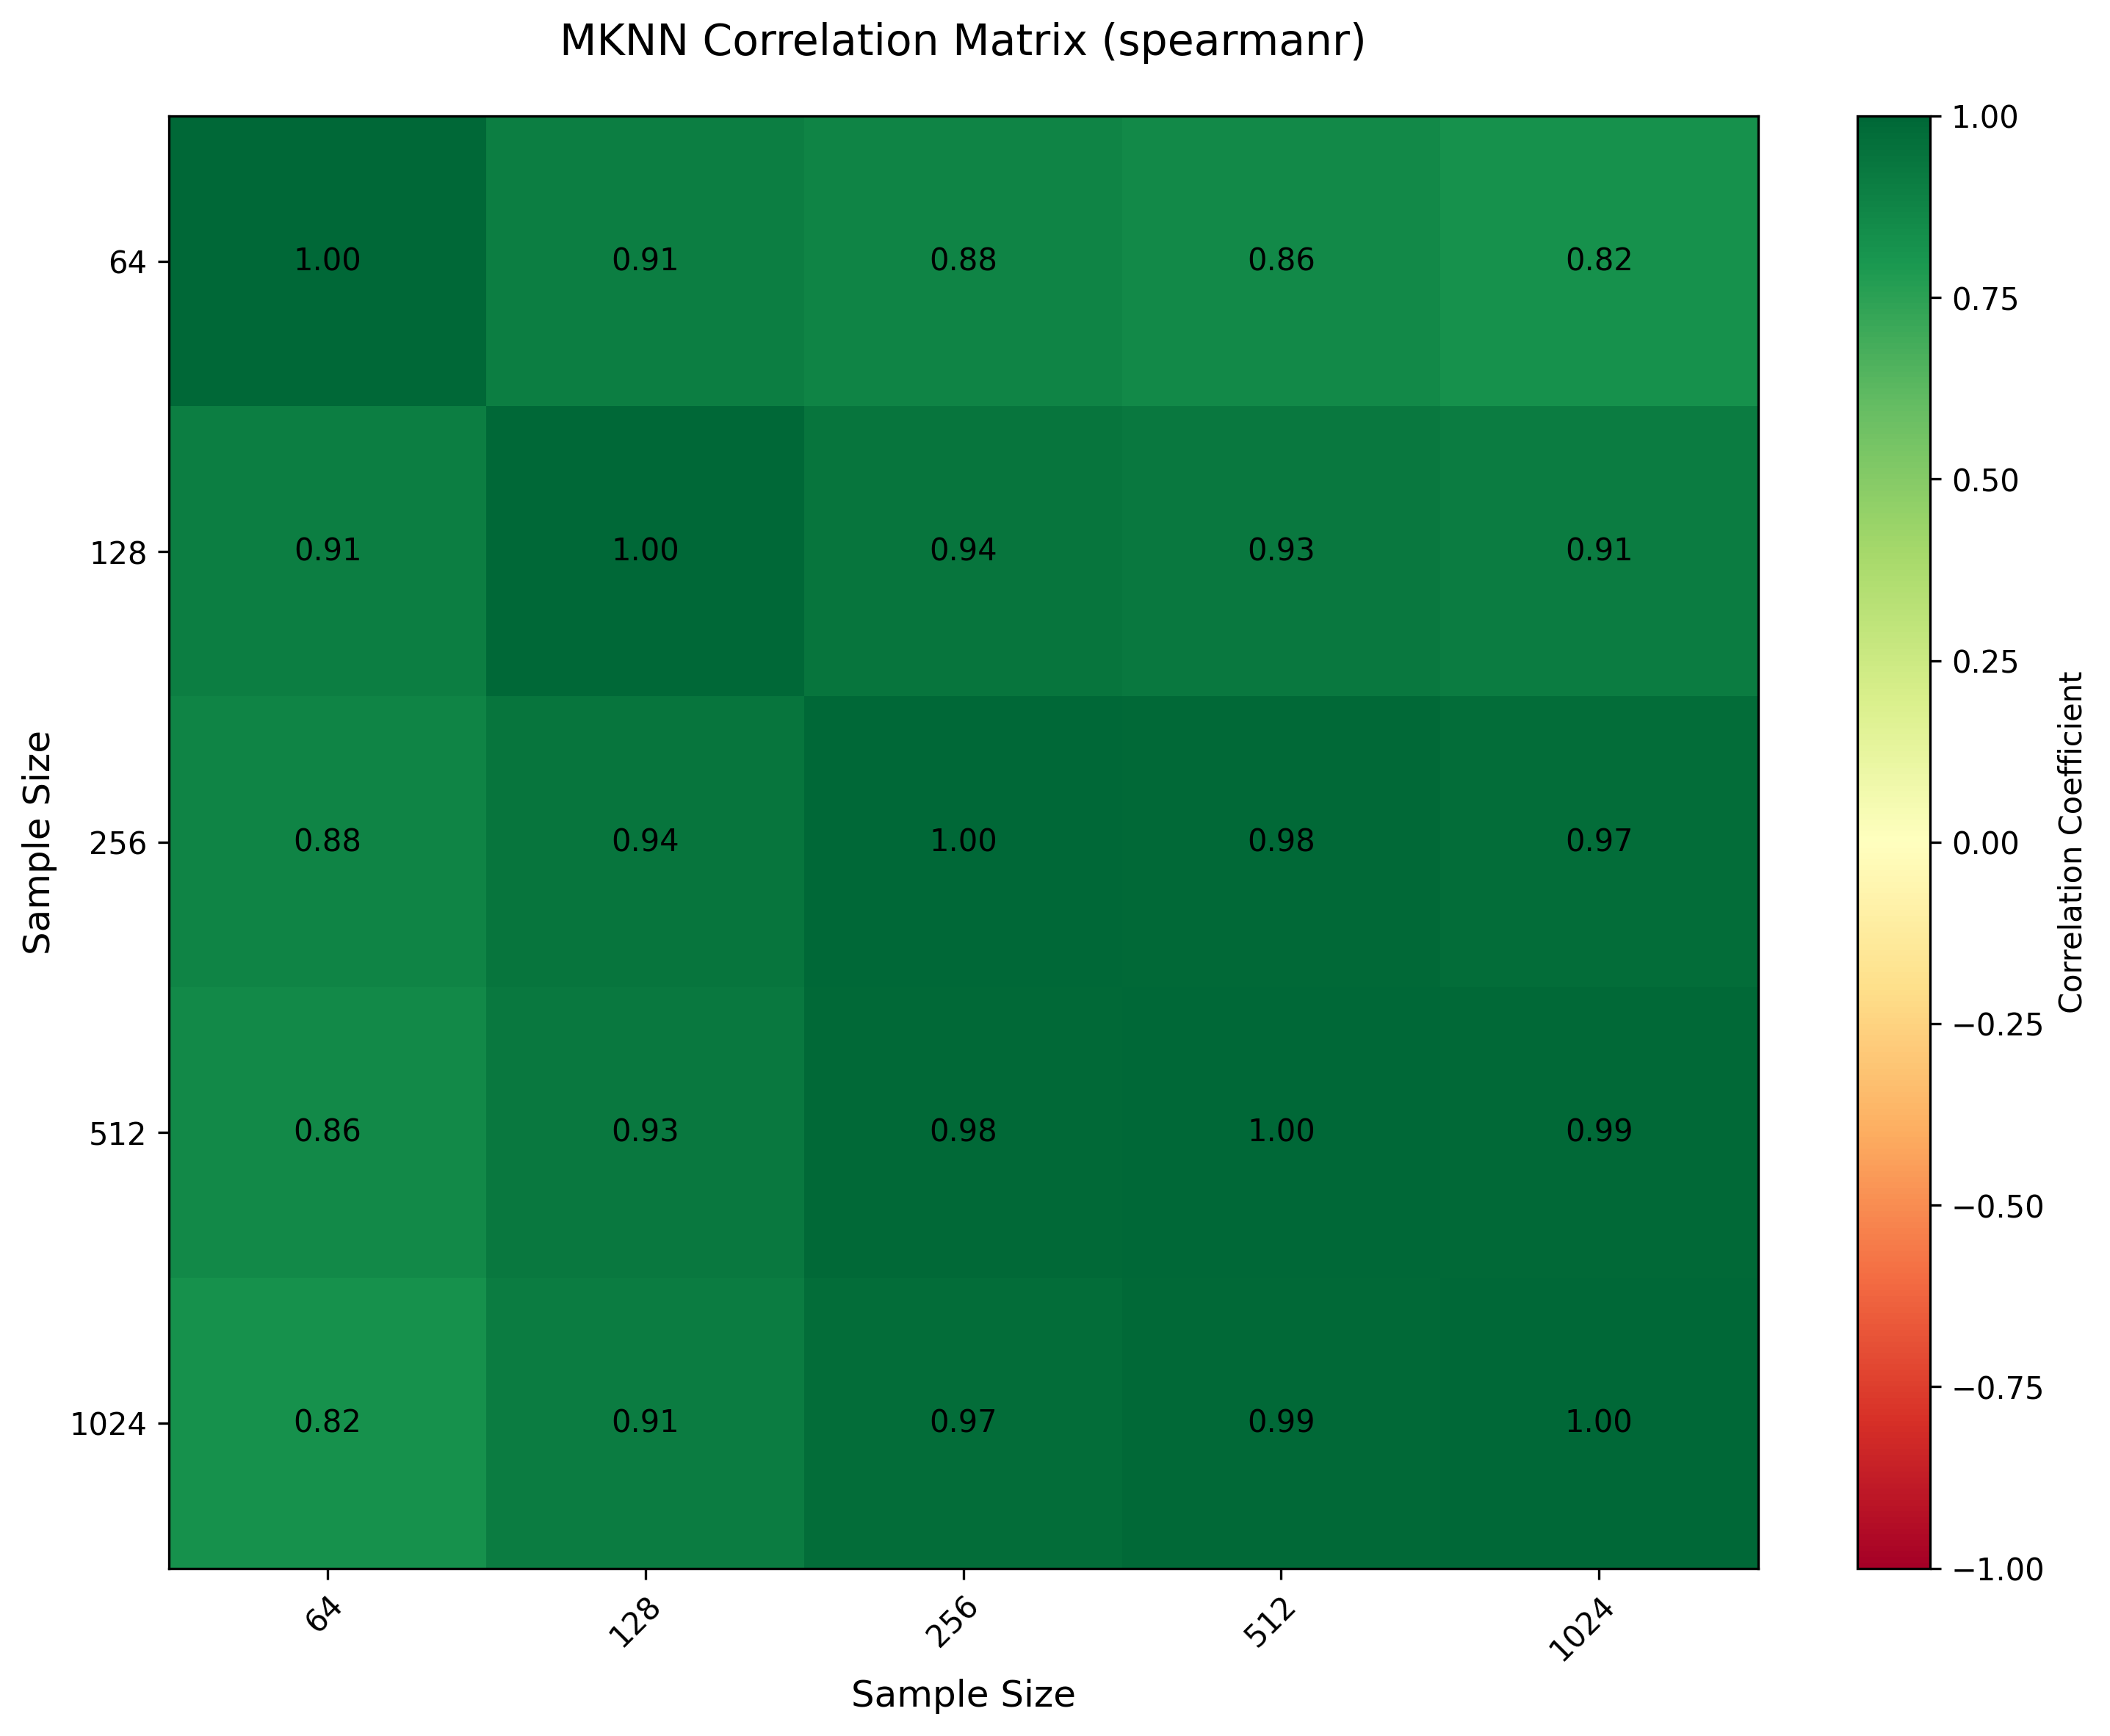 MKNN Correlation Matrix (spearmanr)
64 1.00 0.91 0.88 0.86 0.82
128 0.91 1.00 0.94 0.93 0.91
256 0.88 0.94 1.00 0.98 0.97
512 0.86 0.93 0.98 1.00 0.99
1024 0.82 0.91 0.97 0.99 1.00
64 128 256 512 1024
Sample Size
Sample Size
1.00
0.75
0.50
0.25
0.00
−0.25
−0.50
−0.75
−1.00
Correlation Coefficient